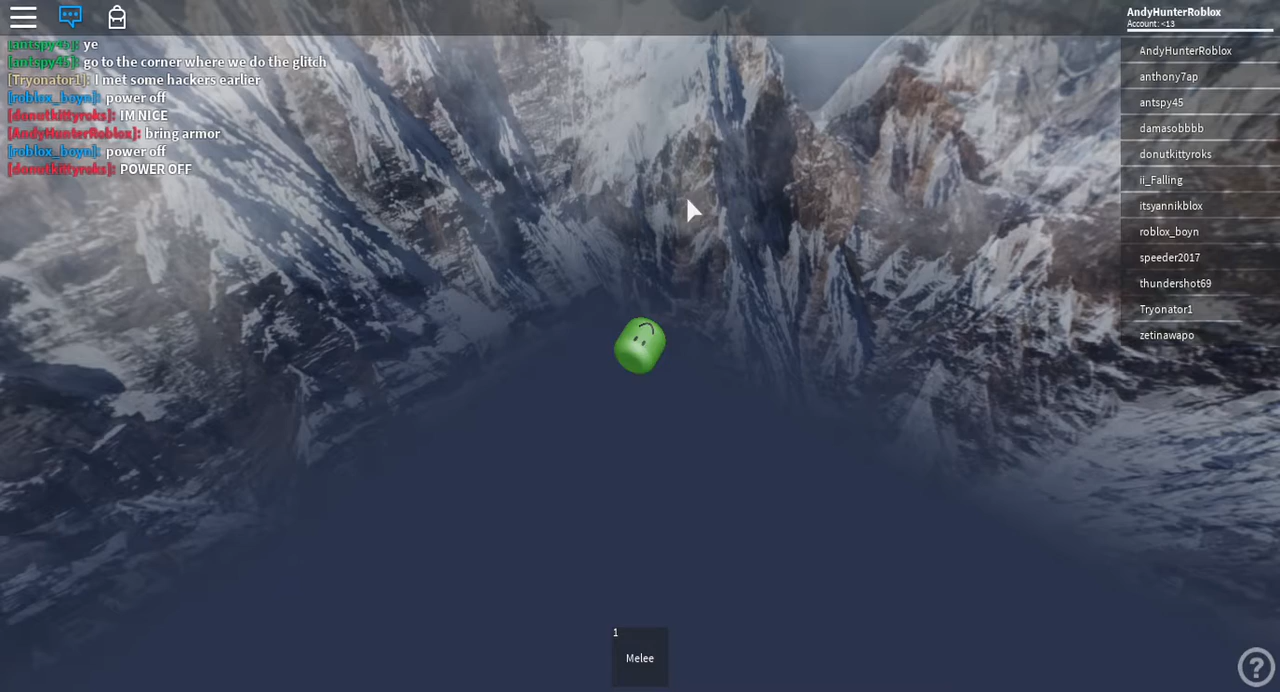 AndyHunterRoblox
Account: <13
[antspy45]: ye
[antspy45]: go to the corner where we do the glitch
[Tryonator1]: I met some hackers earlier
[roblox_boyn]: power off
[donutkittyroks]: IM NICE
[AndyHunterRoblox]: bring armor
[roblox_boyn]: power off
[donutkittyroks]: POWER OFF
AndyHunterRoblox
anthony7ap
antspy45
damasobbbb
donutkittyroks
ii_Falling
itsyannikblox
roblox_boyn
speeder2017
thundershot69
Tryonator1
zetinawapo
1
Melee
?